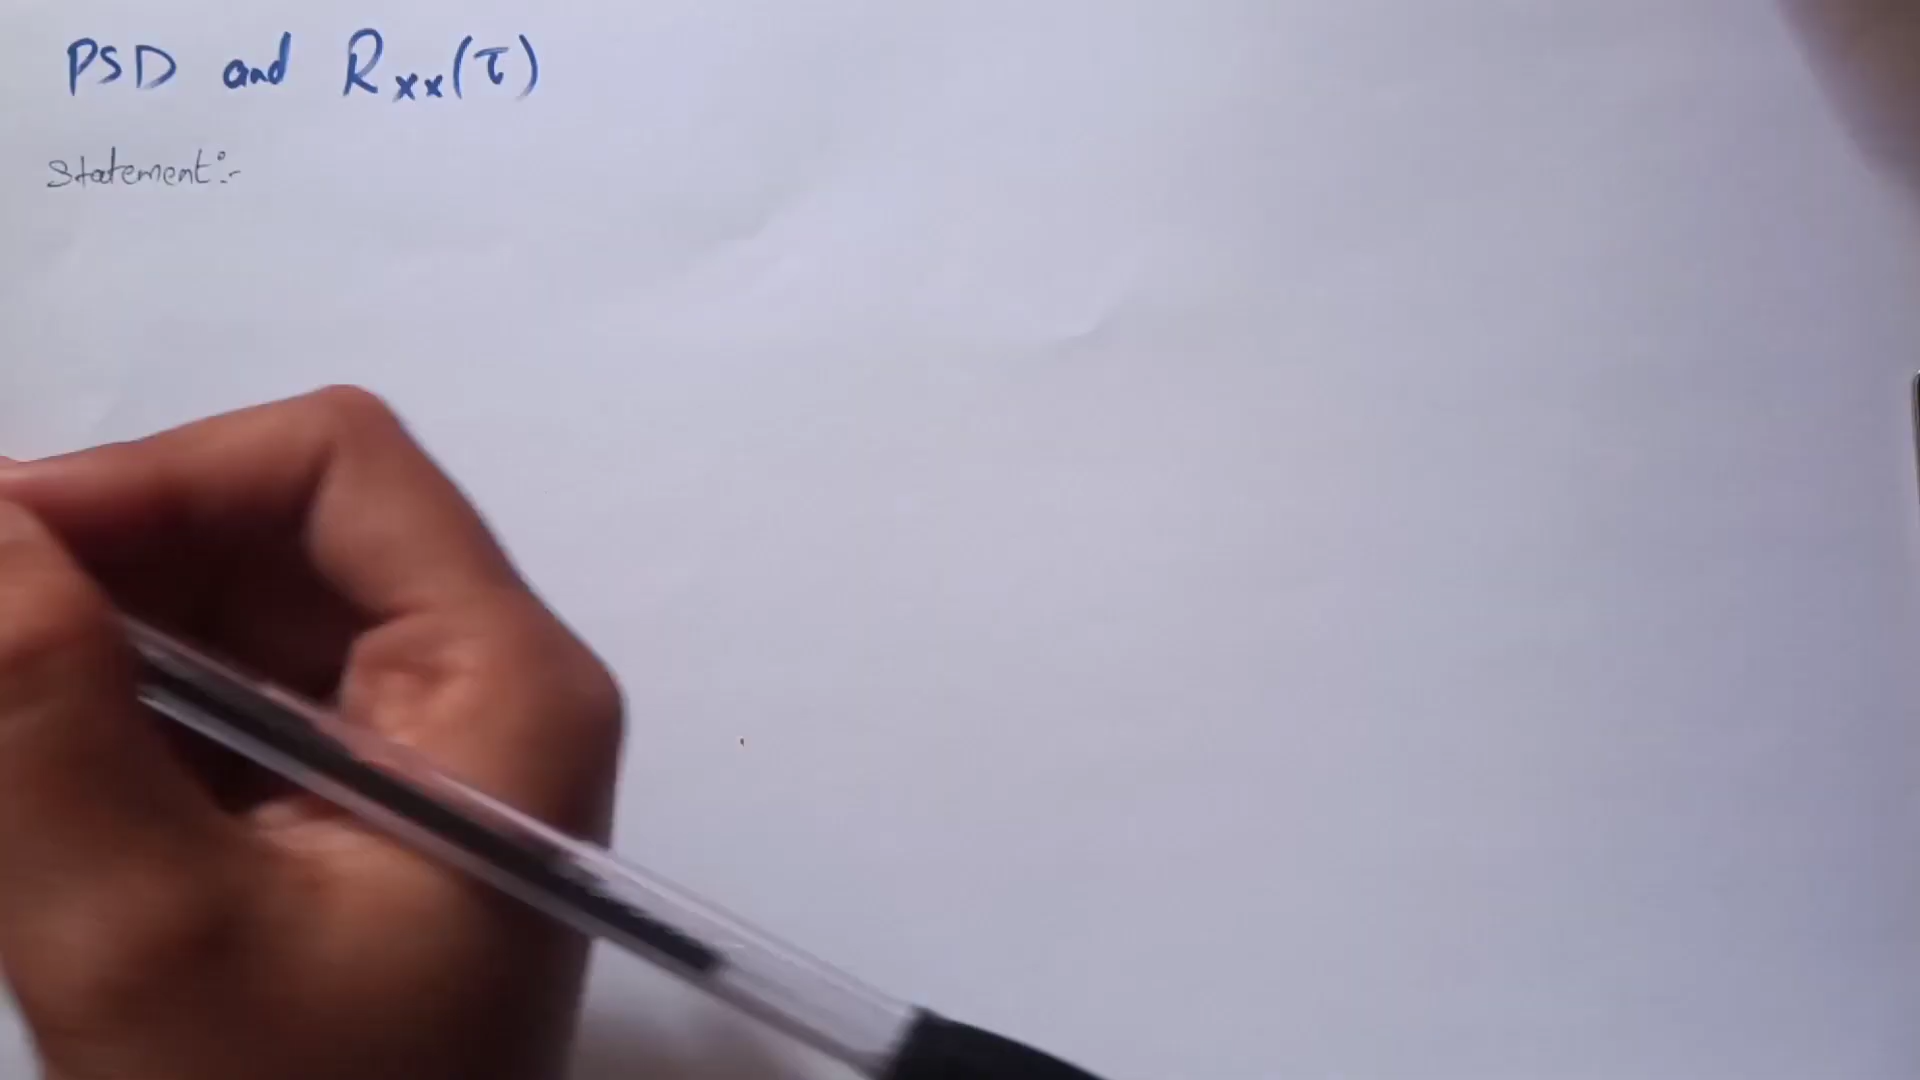 PSD and Rxx(τ)
Statement:-